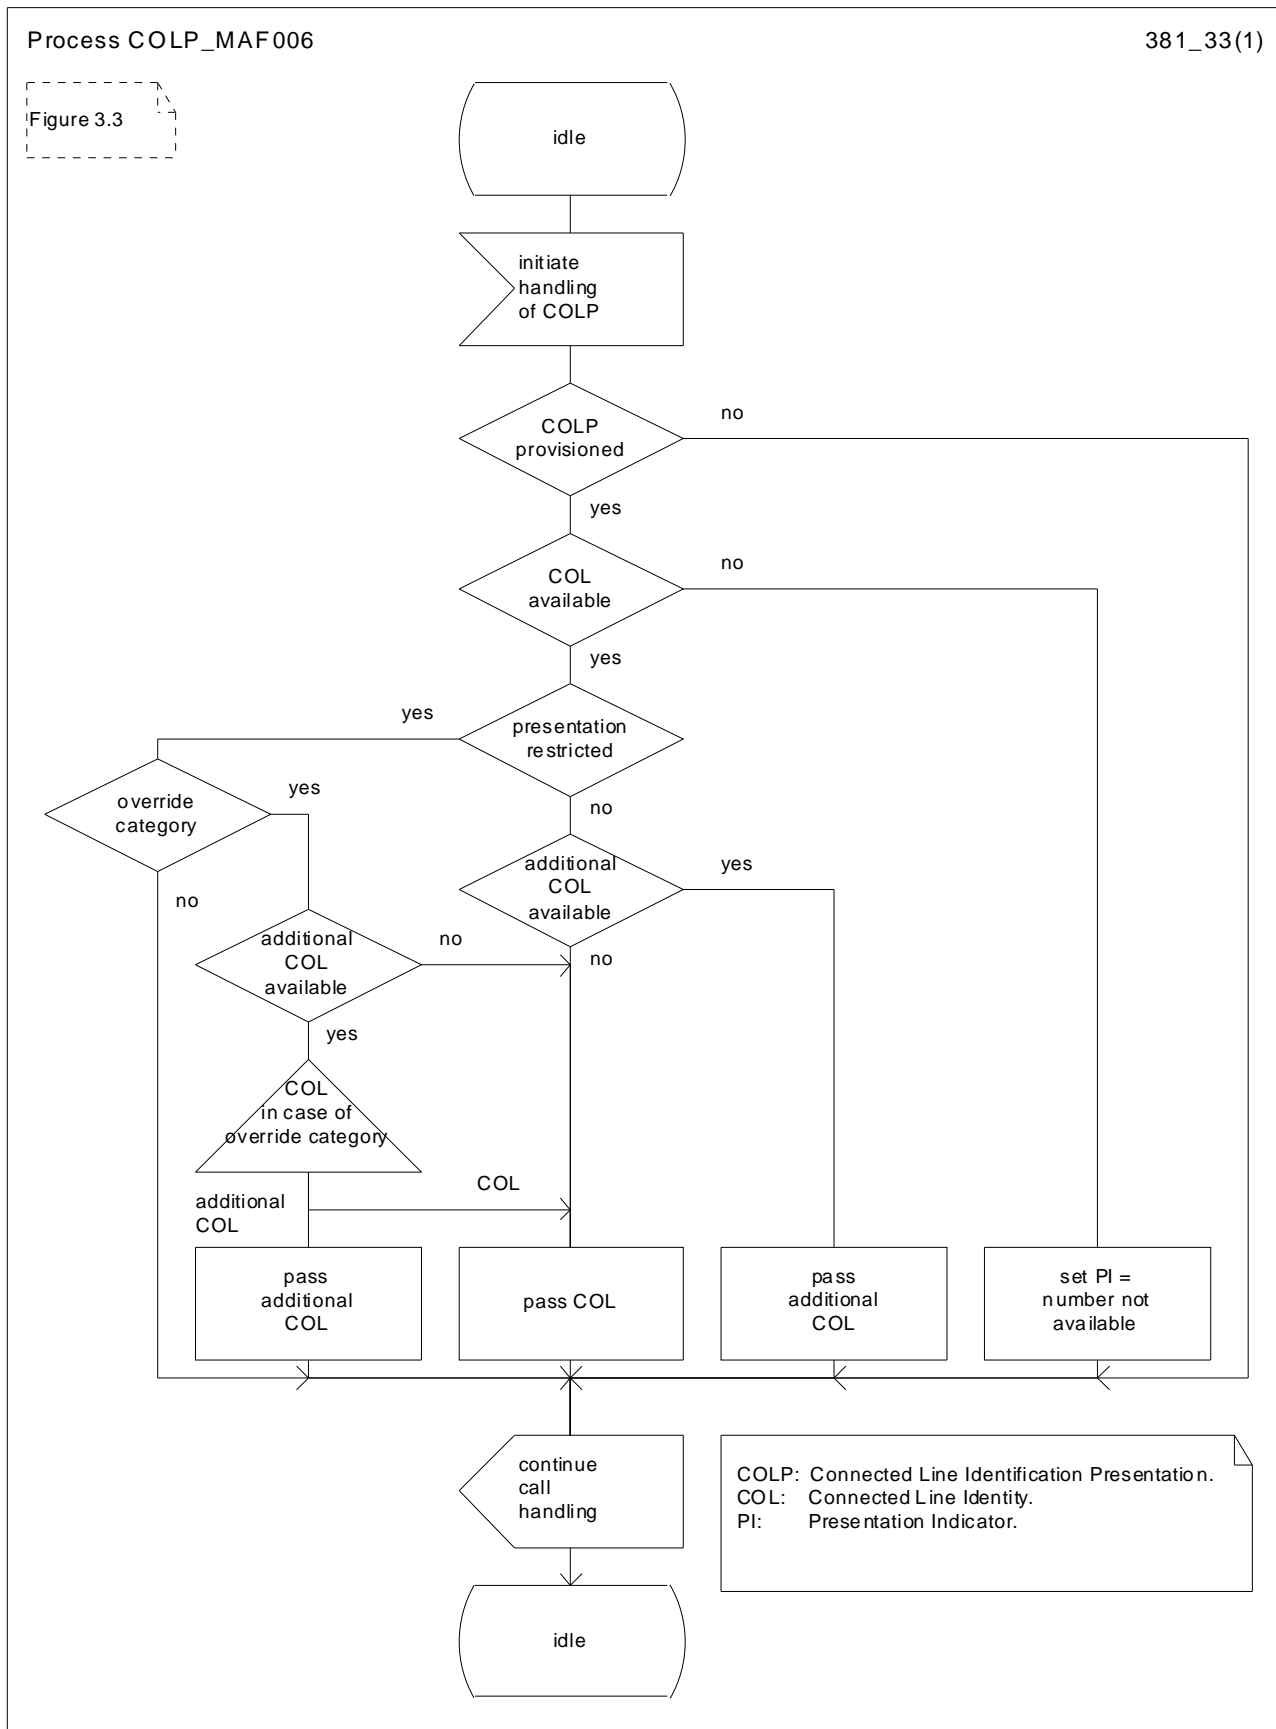 Process COLP_MAF006
381_33(1)
Figure 3.3
idle
initiate
handling
of COLP
COLP
provisioned
no
yes
COL
available
no
yes
presentation
restricted
yes
no
override
category
yes
no
additional
COL
available
yes
no
additional
COL
available
no
yes
COL
in case of
override category
additional
COL
COL
pass
additional
COL
pass COL
pass
additional
COL
set PI =
number not
available
continue
call
handling
COLP: Connected Line Identification Presentation.
COL: Connected Line Identity.
PI: Presentation Indicator.
idle